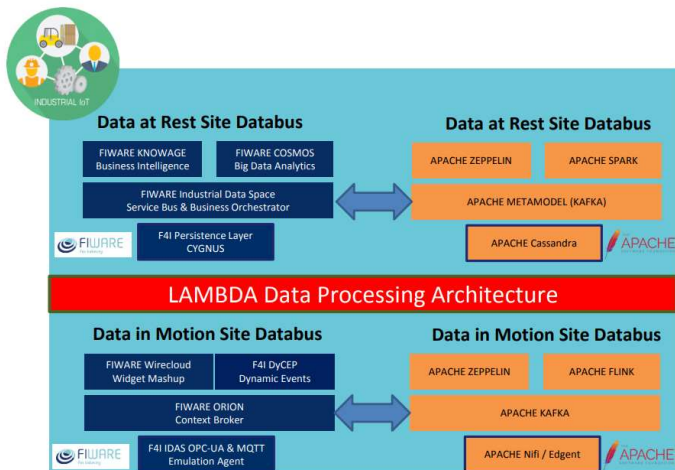 INDUSTRIAL IoT
Data at Rest Site Databus
Data at Rest Site Databus
FIWARE KNOWAGE
Business Intelligence
FIWARE COSMOS
Big Data Analytics
APACHE ZEPPELIN
APACHE SPARK
FIWARE Industrial Data Space
Service Bus & Business Orchestrator
APACHE METAMODEL (KAFKA)
FIWARE
F4I Persistence Layer
CYGNUS
APACHE Cassandra
APACHE
LAMBDA Data Processing Architecture
Data in Motion Site Databus
Data in Motion Site Databus
FIWARE Wirecloud
Widget Mashup
F4I DyCEP
Dynamic Events
APACHE ZEPPELIN
APACHE FLINK
FIWARE ORION
Context Broker
APACHE KAFKA
FIWARE
F4I IDAS OPC-UA & MQTT
Emulation Agent
APACHE Nifi / Edgent
APACHE